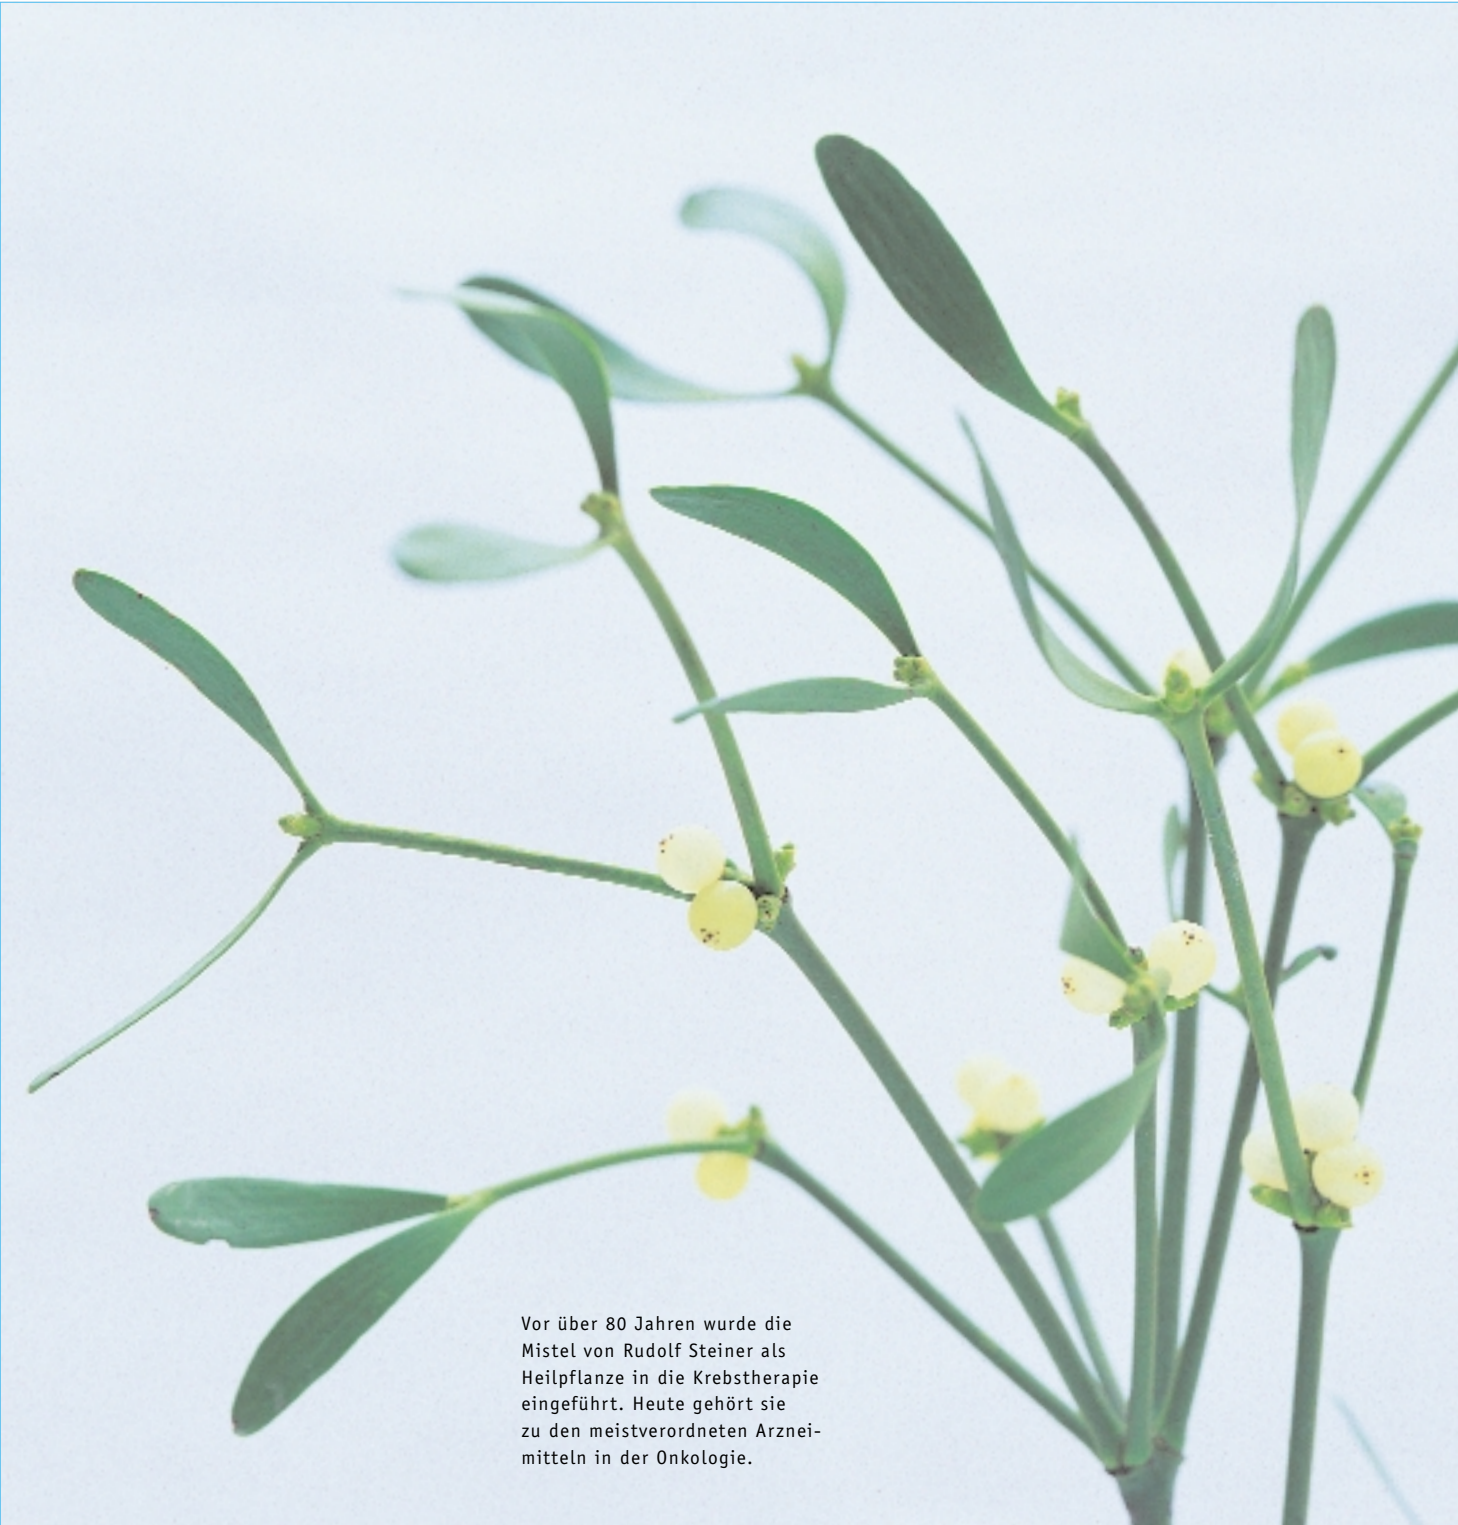 Vor über 80 Jahren wurde die
Mistel von Rudolf Steiner als
Heilpflanze in die Krebstherapie
eingeführt. Heute gehört sie
zu den meistverordneten Arznei-
mitteln in der Onkologie.